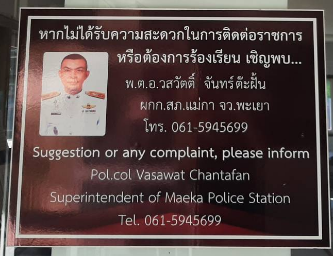 หากไม่ได้รับความสะดวกในการติดต่อราชการ
หรือต้องการร้องเรียน เชิญพบ...
พ.ต.อ.วสวัตติ์ จันทร์ต๊ะฝั้น
ผกก.สภ.แม่กา จว.พะเยา
โทร. 061-5945699
Suggestion or any complaint, please inform
Pol.col Vasawat Chantafan
Superintendent of Maeka Police Station
Tel. 061-5945699